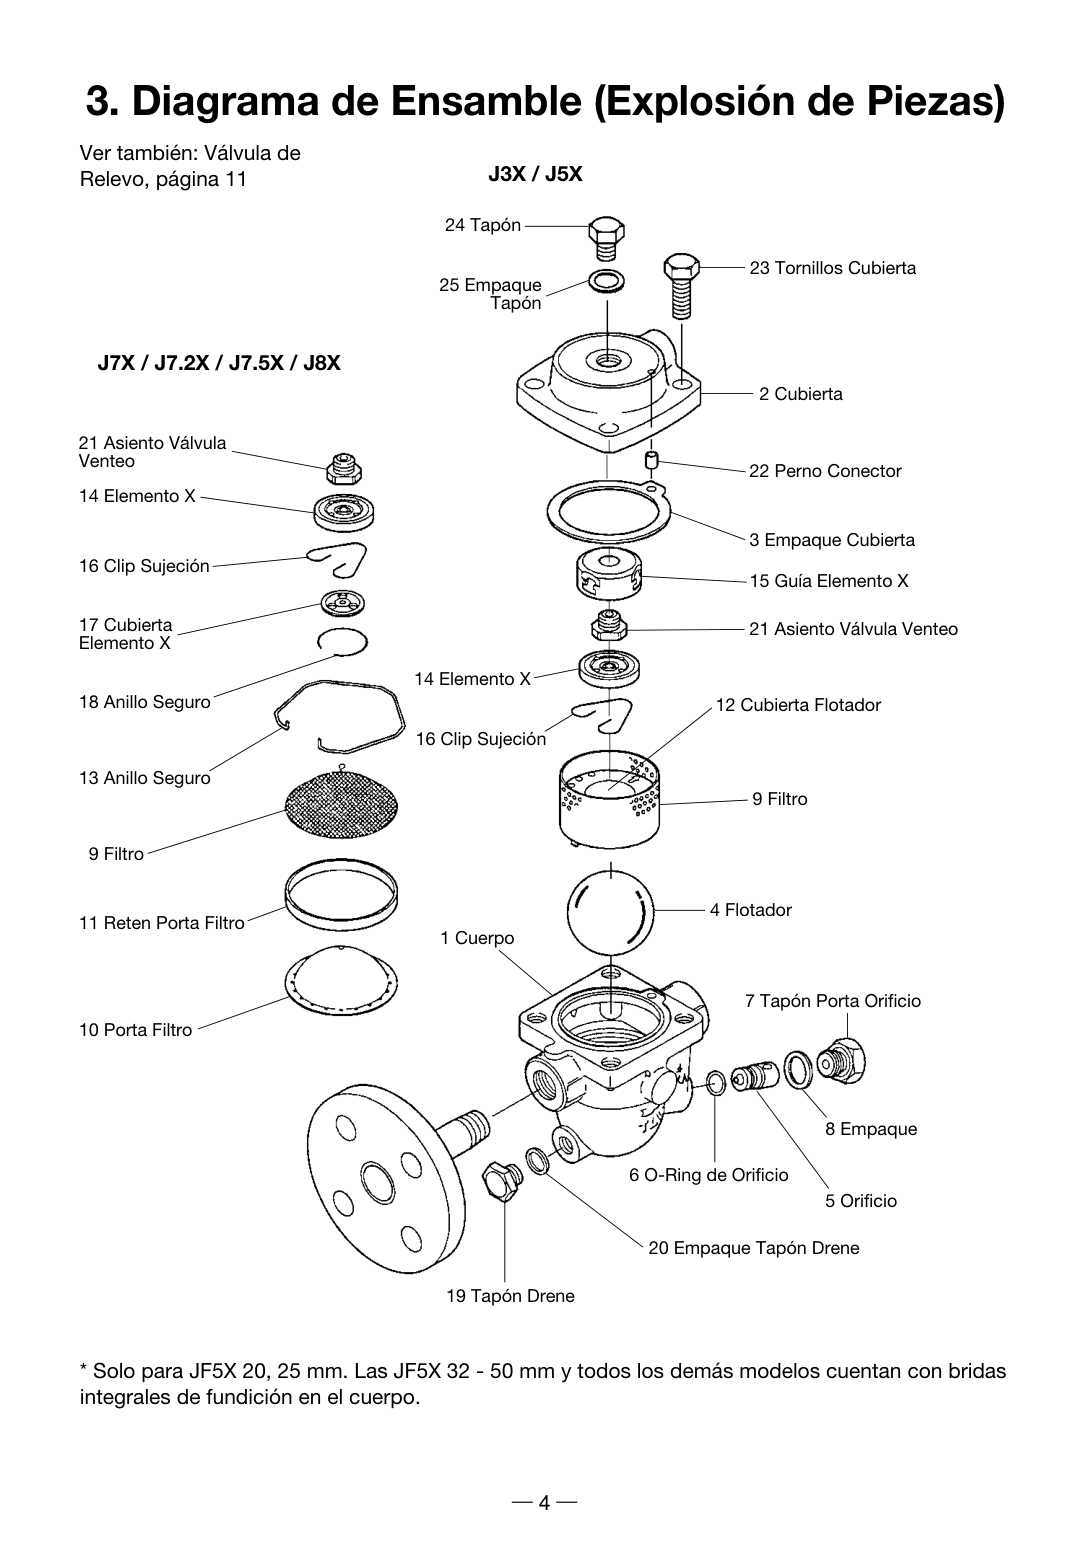 3. Diagrama de Ensamble (Explosión de Piezas)
Ver también: Válvula de
Relevo, página 11
J3X / J5X
24 Tapón
23 Tornillos Cubierta
25 Empaque
Tapón
J7X / J7.2X / J7.5X / J8X
2 Cubierta
21 Asiento Válvula
Venteo
22 Perno Conector
14 Elemento X
3 Empaque Cubierta
16 Clip Sujeción
15 Guía Elemento X
17 Cubierta
Elemento X
21 Asiento Válvula Venteo
14 Elemento X
18 Anillo Seguro
12 Cubierta Flotador
16 Clip Sujeción
13 Anillo Seguro
9 Filtro
9 Filtro
4 Flotador
11 Reten Porta Filtro
1 Cuerpo
7 Tapón Porta Orificio
10 Porta Filtro
8 Empaque
6 O-Ring de Orificio
5 Orificio
20 Empaque Tapón Drene
19 Tapón Drene
* Solo para JF5X 20, 25 mm. Las JF5X 32 - 50 mm y todos los demás modelos cuentan con bridas
integrales de fundición en el cuerpo.
— 4 —